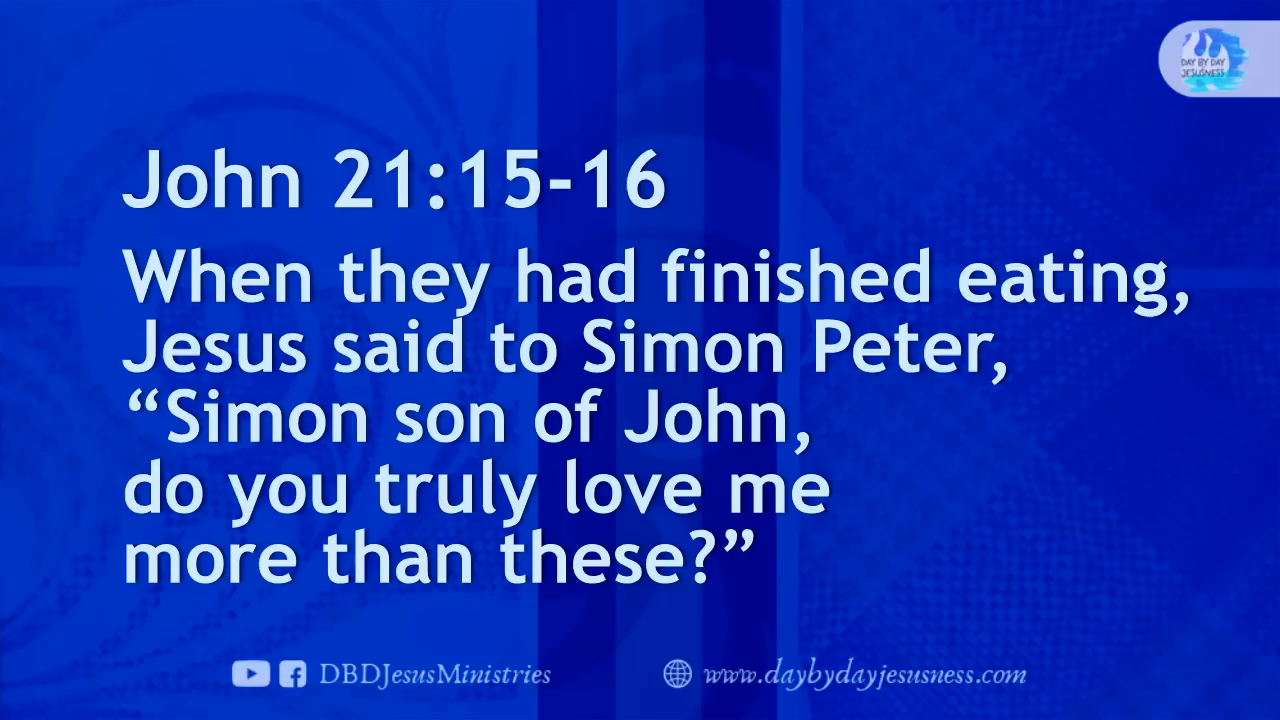 DAY BY DAY
JESUSNESS
John 21:15-16
When they had finished eating,
Jesus said to Simon Peter,
“Simon son of John,
do you truly love me
more than these?”
DBDJesusMinistries
www.daybydayjesusness.com